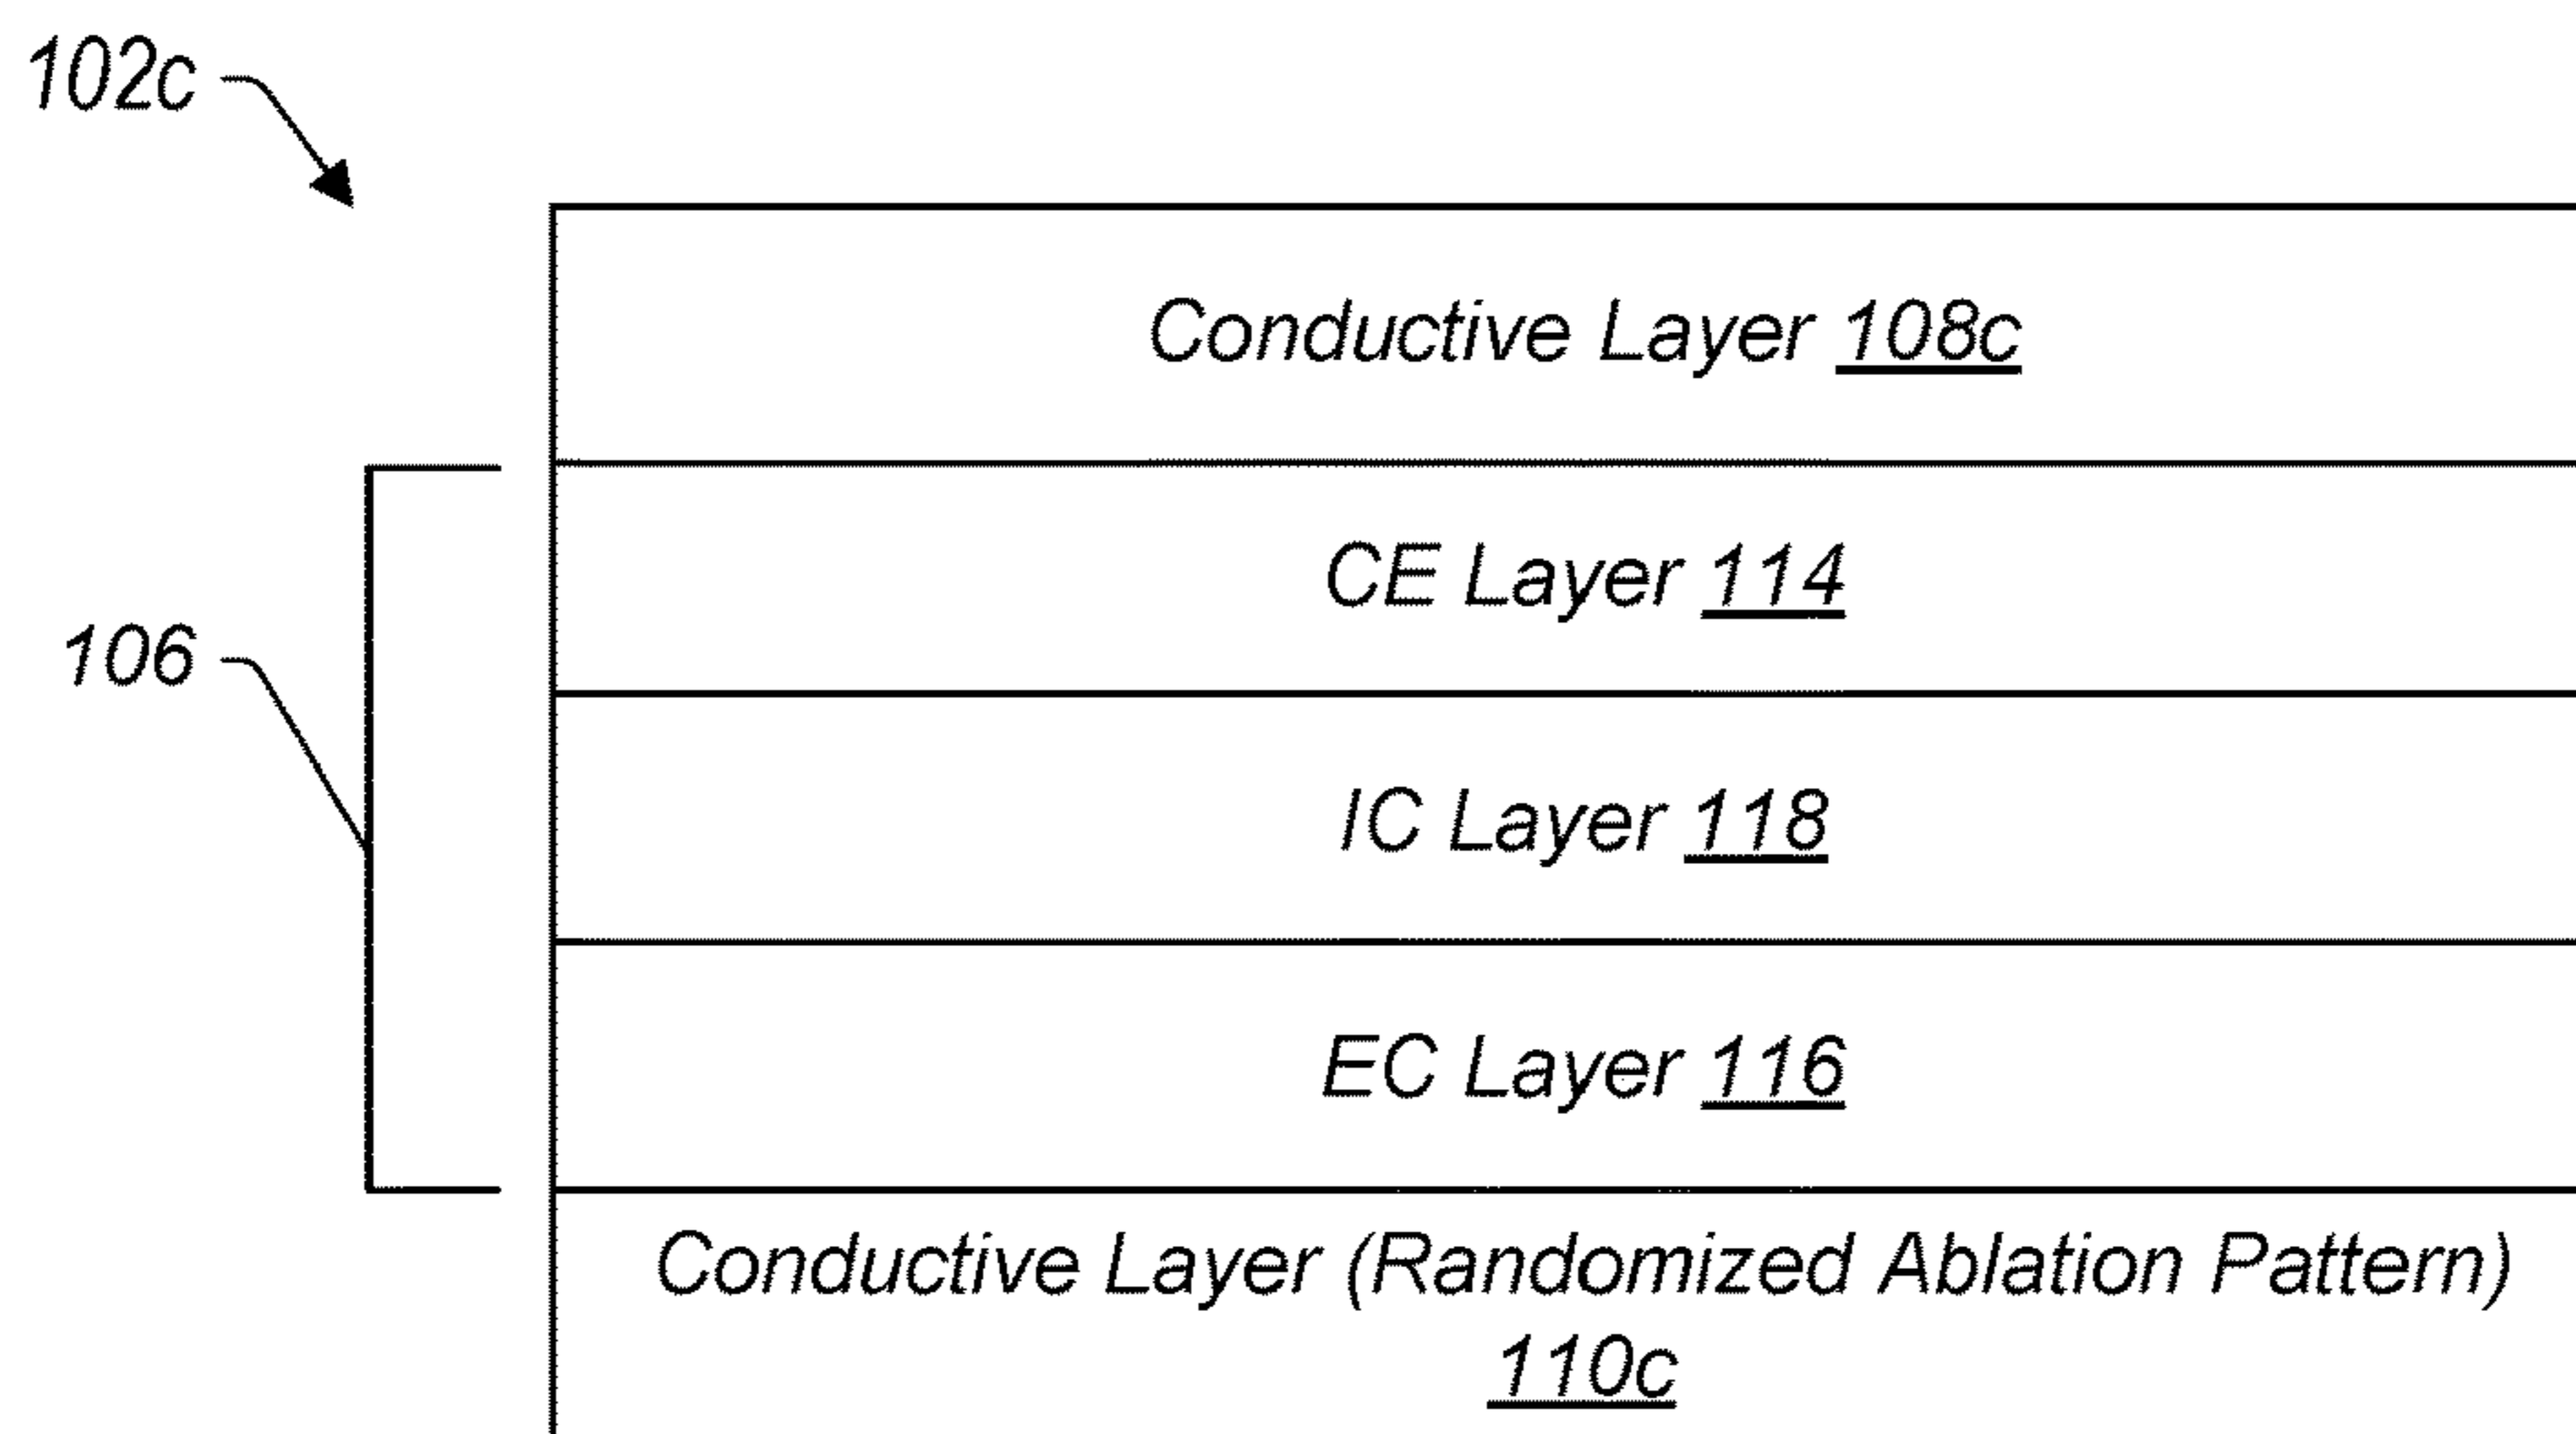 102c
Conductive Layer 108c
CE Layer 114
106
IC Layer 118
EC Layer 116
Conductive Layer (Randomized Ablation Pattern)
110c